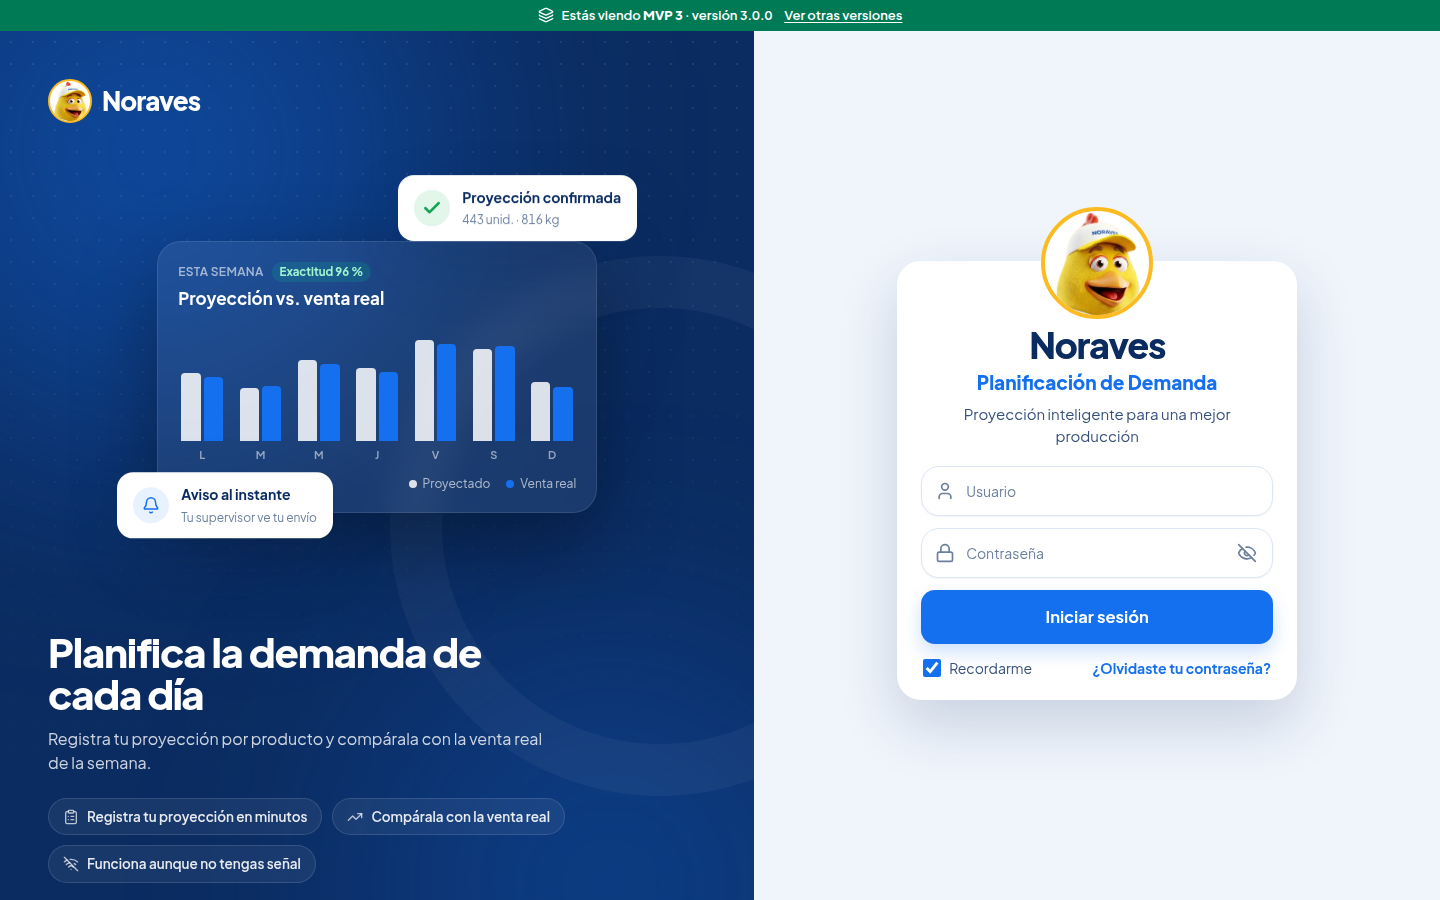 Estás viendo MVP 3 · versión 3.0.0 Ver otras versiones
Noraves
Proyección confirmada
443 unid. · 816 kg
ESTA SEMANA Exactitud 96 %
Proyección vs. venta real
L M M J V S D
Proyectado Venta real
Aviso al instante
Tu supervisor ve tu envío
Planifica la demanda de
cada día
Registra tu proyección por producto y compárala con la venta real
de la semana.
Registra tu proyección en minutos
Compárala con la venta real
Funciona aunque no tengas señal
NORAVES
Noraves
Planificación de Demanda
Proyección inteligente para una mejor
producción
Usuario
Contraseña
Iniciar sesión
Recordarme
¿Olvidaste tu contraseña?